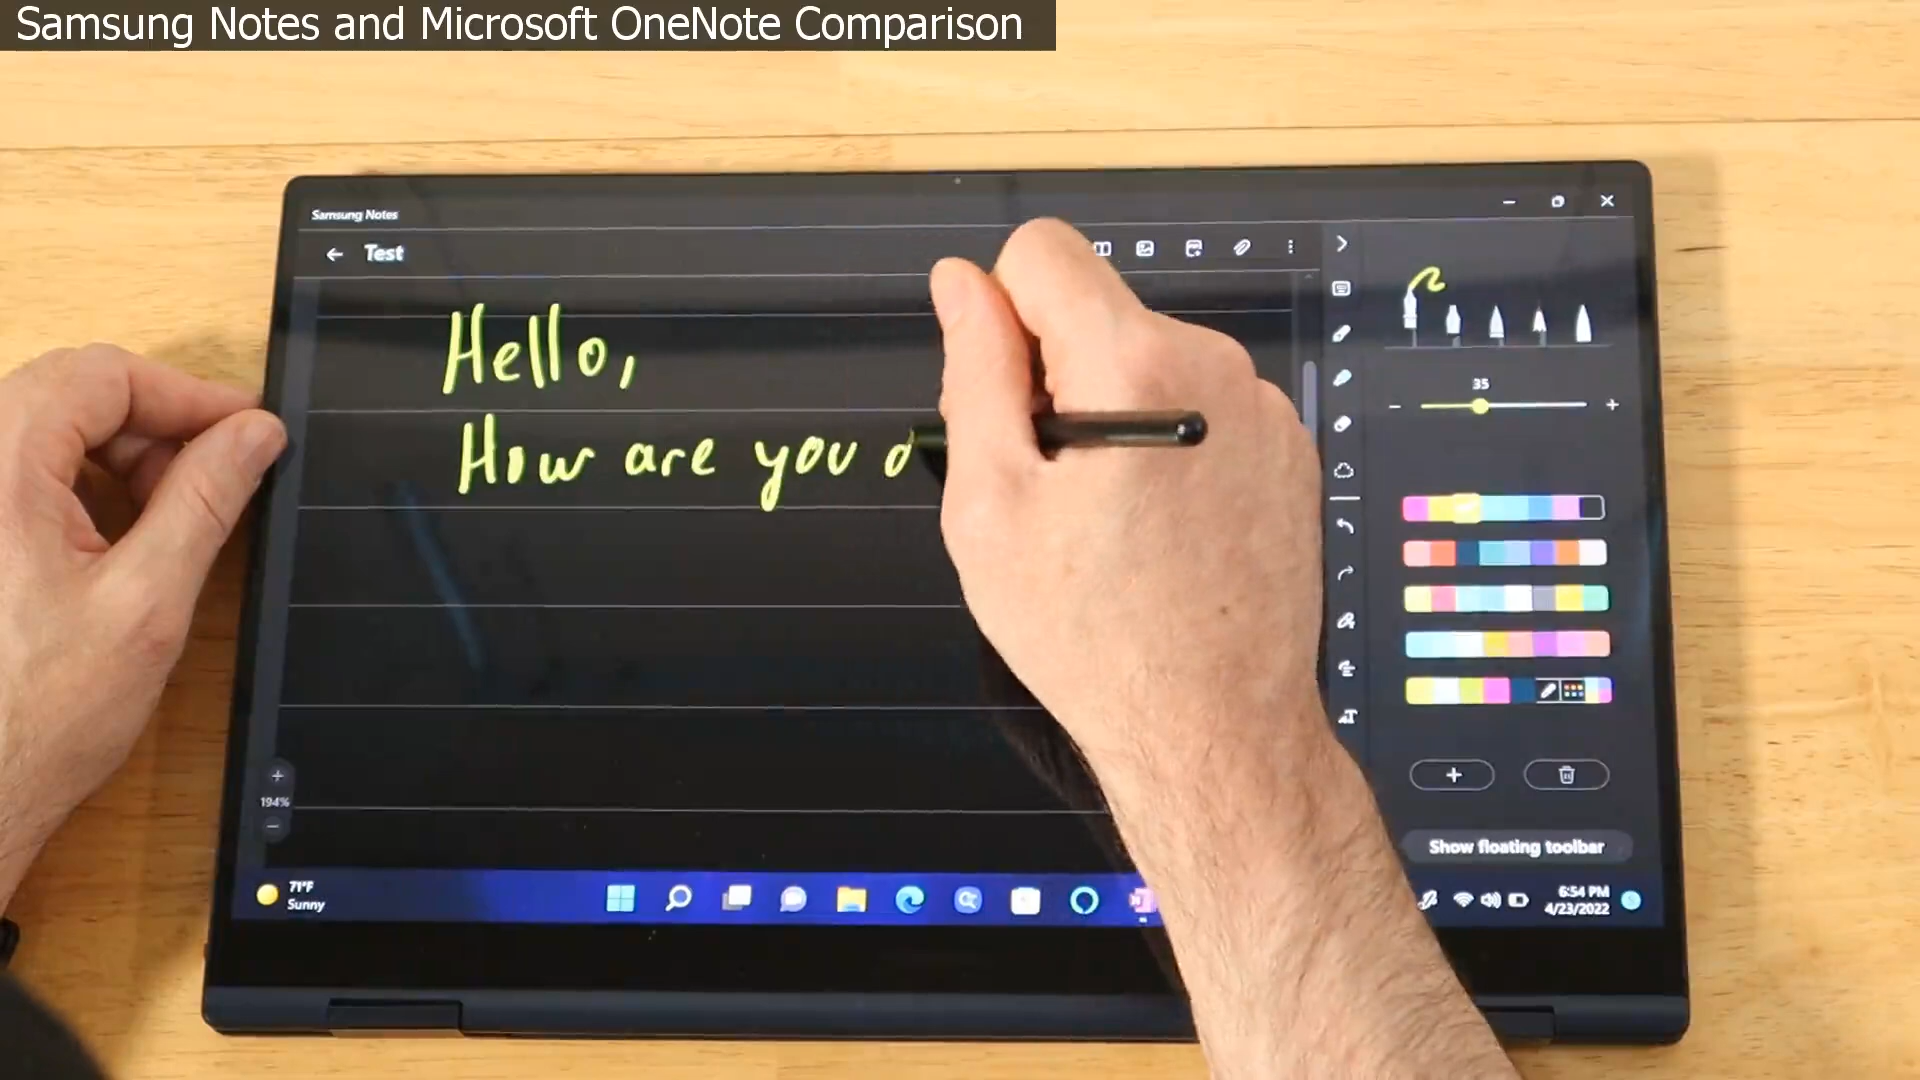 Samsung Notes and Microsoft OneNote Comparison
Samsung Notes
Test
Hello,
How are you d
35
194%
Show floating toolbar
71°F
Sunny
6:54 PM
4/23/2022